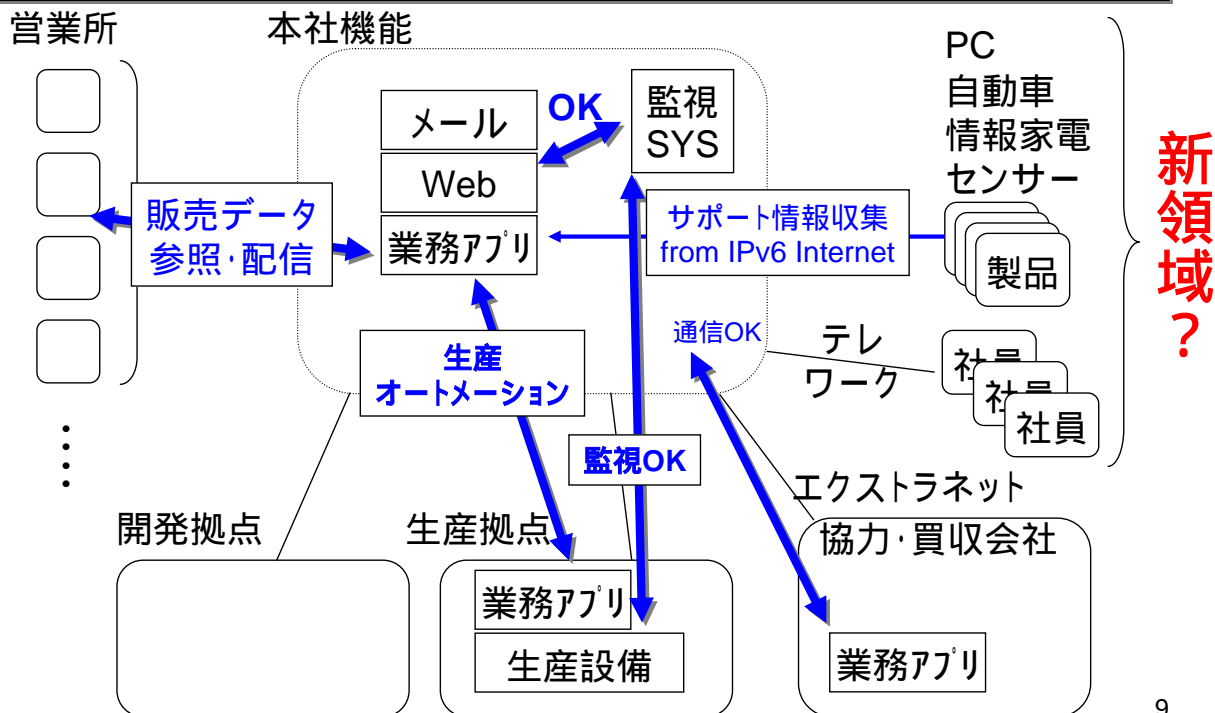 営業所
本社機能
PC
自動車
情報家電
センサー
メール
OK
監視
SYS
Web
業務アプリ
販売データ
参照・配信
サポート情報収集
from IPv6 Internet
製品
新領域？
通信OK
テレ
ワーク
社員
社員
社員
生産
オートメーション
監視OK
エクストラネット
開発拠点
生産拠点
協力・買収会社
業務アプリ
生産設備
業務アプリ
9